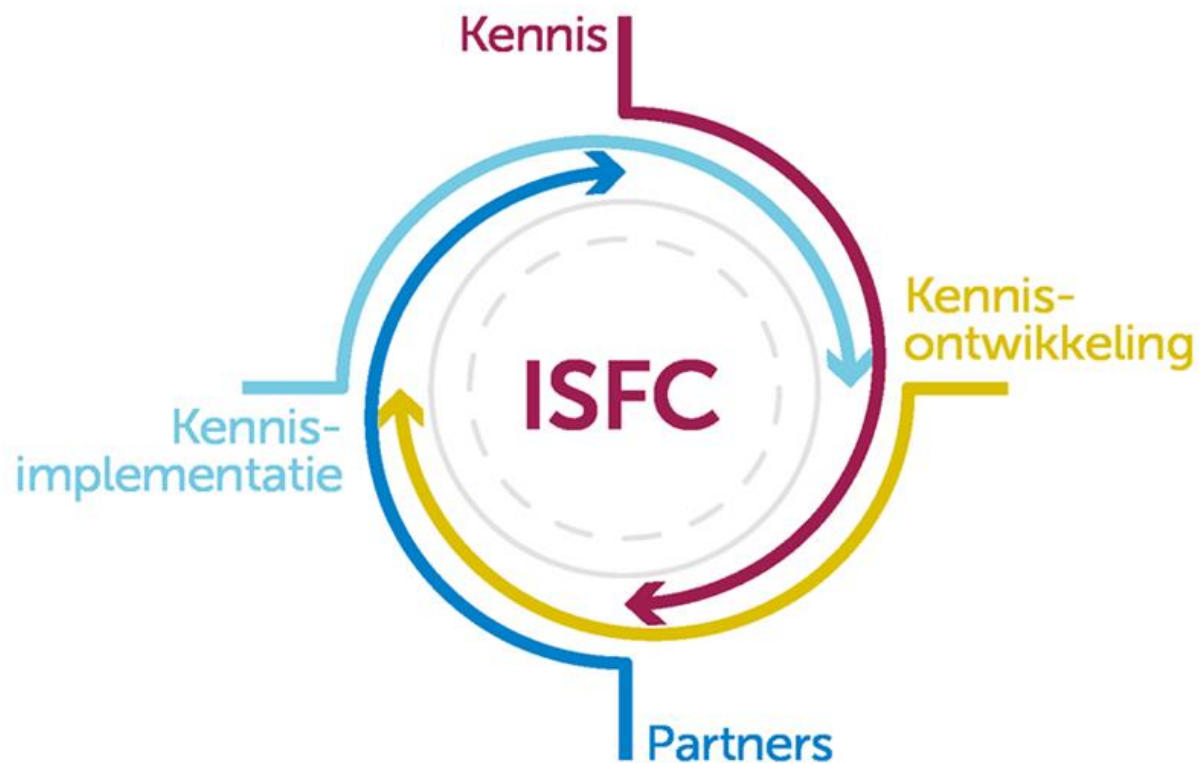 Kennis
Kennis-
ontwikkeling
ISFC
Kennis-
implementatie
Partners